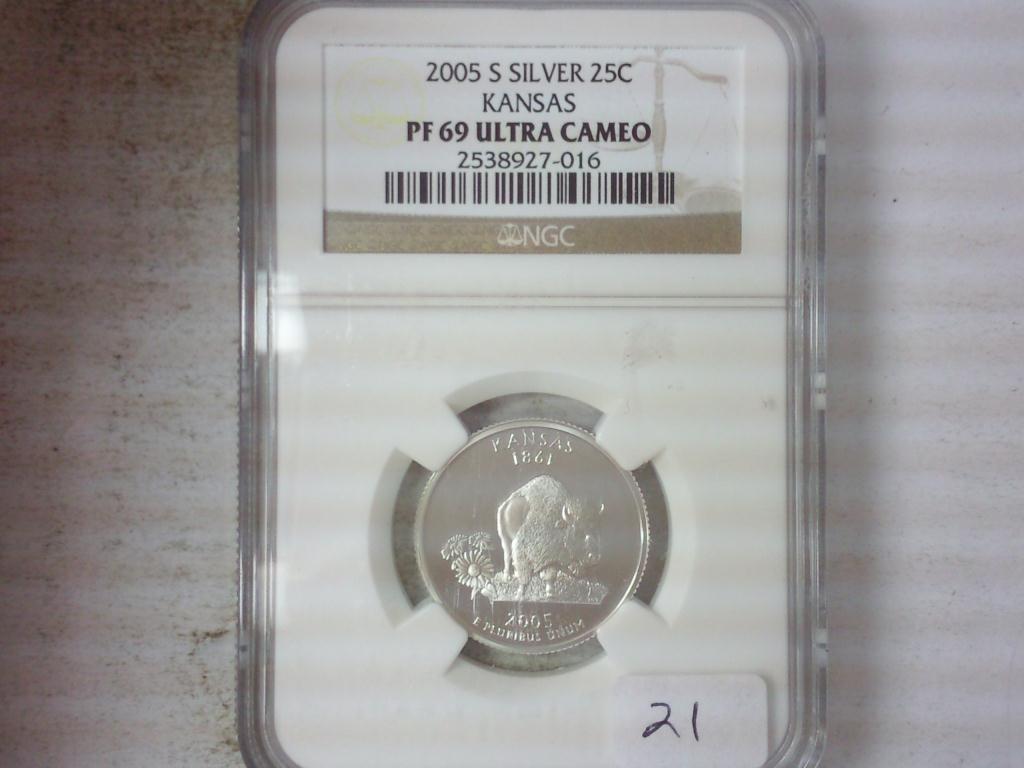 2005 S SILVER 25C
KANSAS
PF 69 ULTRA CAMEO
2538927-016
NGC
KANSAS
1861
2005
E PLURIBUS UNUM
21